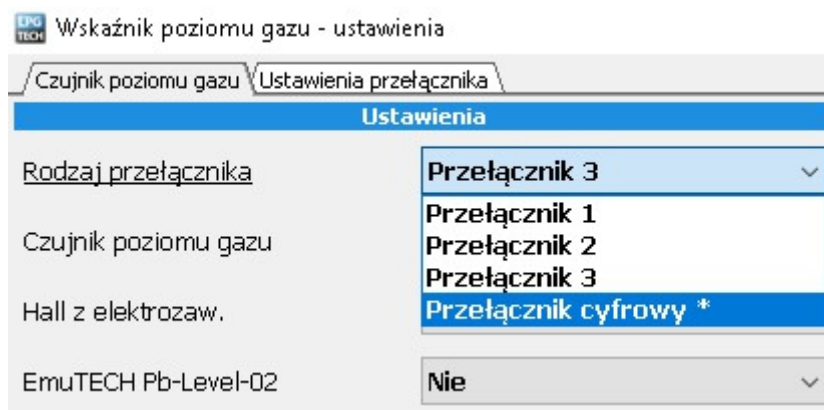 LPG TECH Wskaźnik poziomu gazu - ustawienia
Czujnik poziomu gazu Ustawienia przełącznika
Ustawienia
Rodzaj przełącznika Przełącznik 3
Przełącznik 1
Czujnik poziomu gazu Przełącznik 2
Przełącznik 3
Hall z elektrozaw. Przełącznik cyfrowy *
EmuTECH Pb-Level-02 Nie